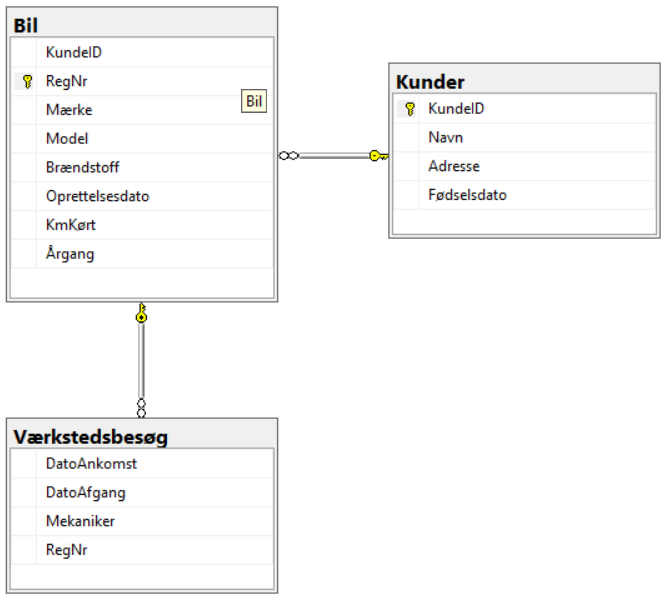 Bil
KundeID
RegNr
Mærke
Bil
Model
Brændstoff
Oprettelsesdato
KmKørt
Årgang
Kunder
KundeID
Navn
Adresse
Fødselsdato
Værkstedsbesøg
DatoAnkomst
DatoAfgang
Mekaniker
RegNr